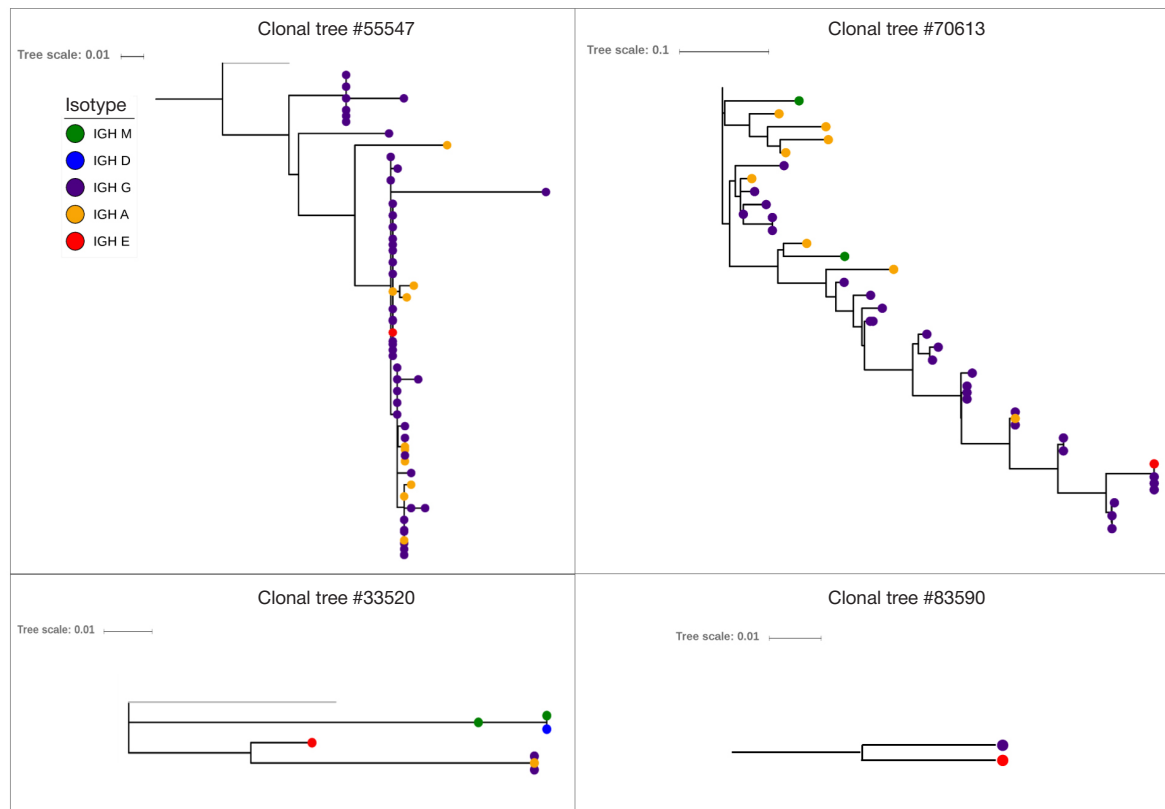 Clonal tree #55547
Tree scale: 0.01
Isotype
IGH M
IGH D
IGH G
IGH A
IGH E
Clonal tree #70613
Tree scale: 0.1
Clonal tree #33520
Tree scale: 0.01
Clonal tree #83590
Tree scale: 0.01